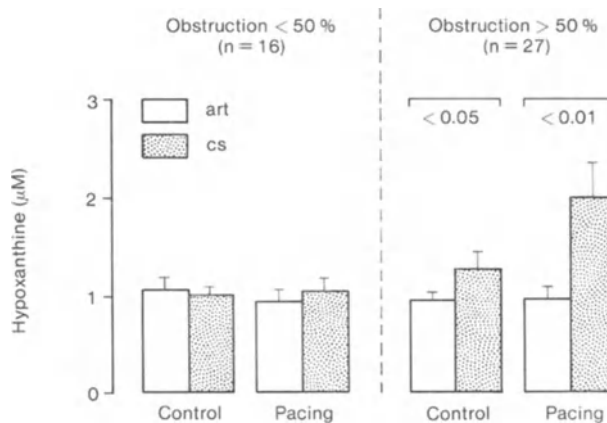 Obstruction < 50 %
(n = 16)
Obstruction > 50 %
(n = 27)
Hypoxanthine (μM)
3
2
1
0
art
cs
< 0.05
< 0.01
Control
Pacing
Control
Pacing